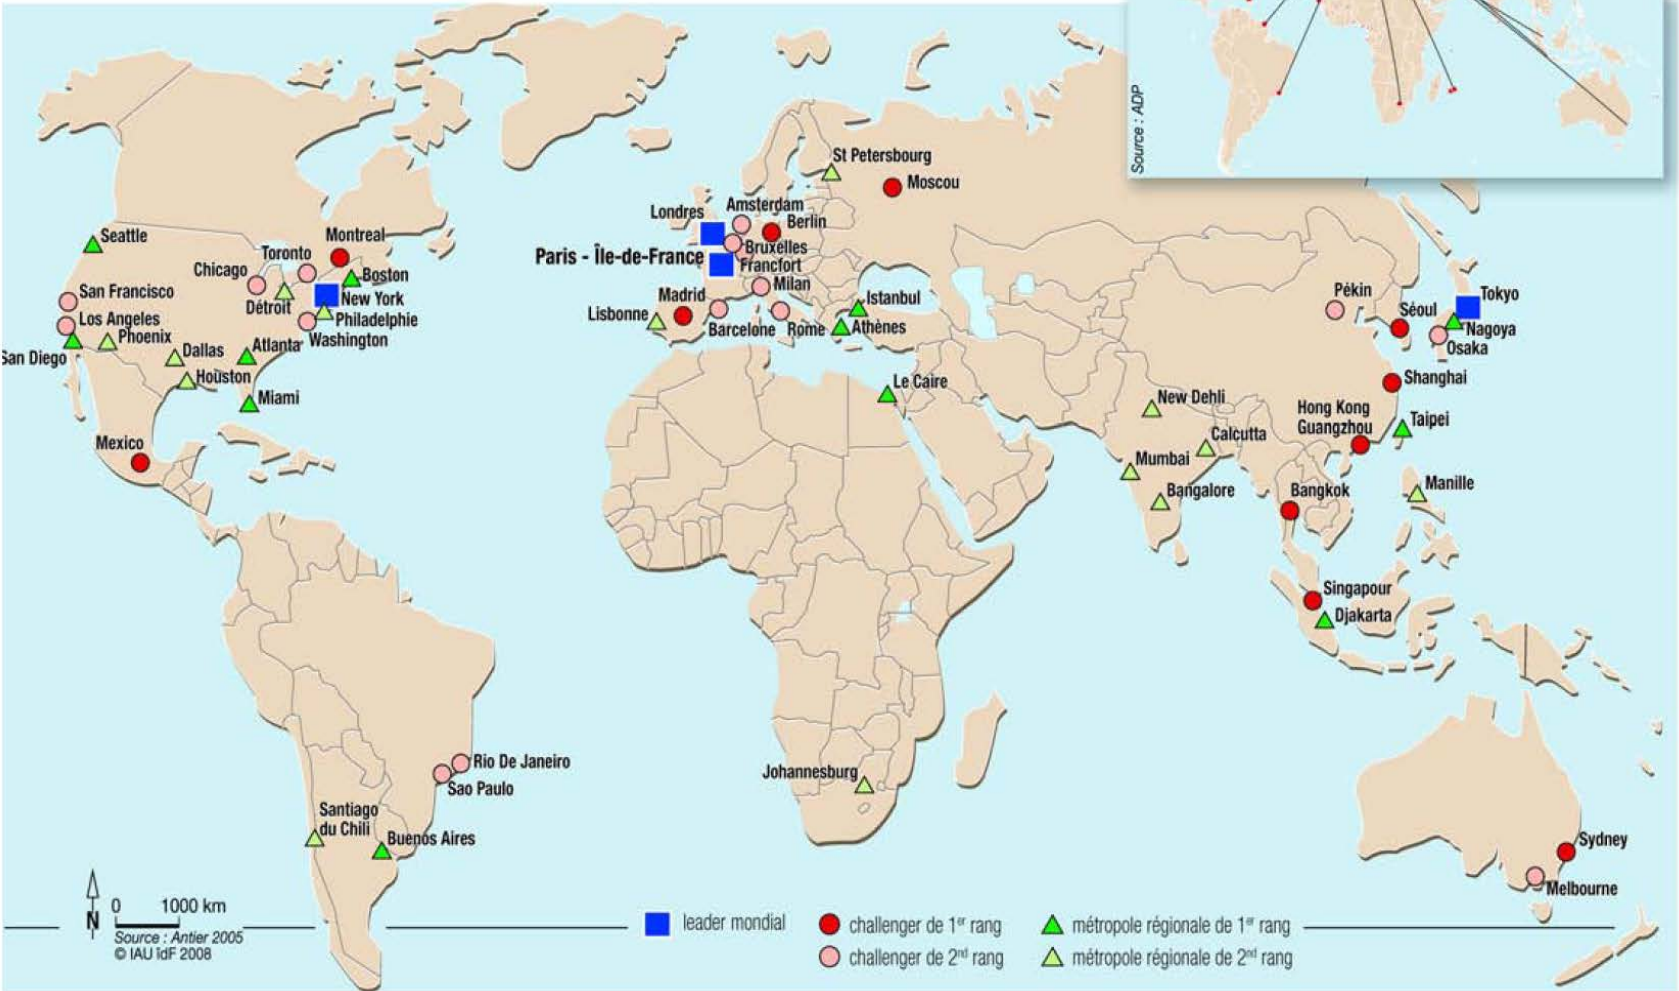 Source : ADP
St Petersbourg
Moscou
Amsterdam
Londres
Berlin
Bruxelles
Paris - Île-de-France
Francfort
Milan
Madrid
Lisbonne
Barcelone
Rome
Istanbul
Athènes
Seattle
Montreal
Toronto
Chicago
Boston
Détroit
New York
Philadelphie
Washington
San Francisco
Los Angeles
Phoenix
San Diego
Dallas
Atlanta
Houston
Miami
Mexico
Le Caire
Pékin
Séoul
Tokyo
Nagoya
Osaka
Shanghai
New Dehli
Hong Kong
Guangzhou
Taipei
Calcutta
Mumbai
Bangalore
Bangkok
Manille
Singapour
Djakarta
Rio De Janeiro
Sao Paulo
Santiago
du Chili
Buenos Aires
Johannesburg
Sydney
Melbourne
N
0 1000 km
Source : Antier 2005
© IAU îdF 2008
leader mondial
challenger de 1er rang
challenger de 2nd rang
métropole régionale de 1er rang
métropole régionale de 2nd rang